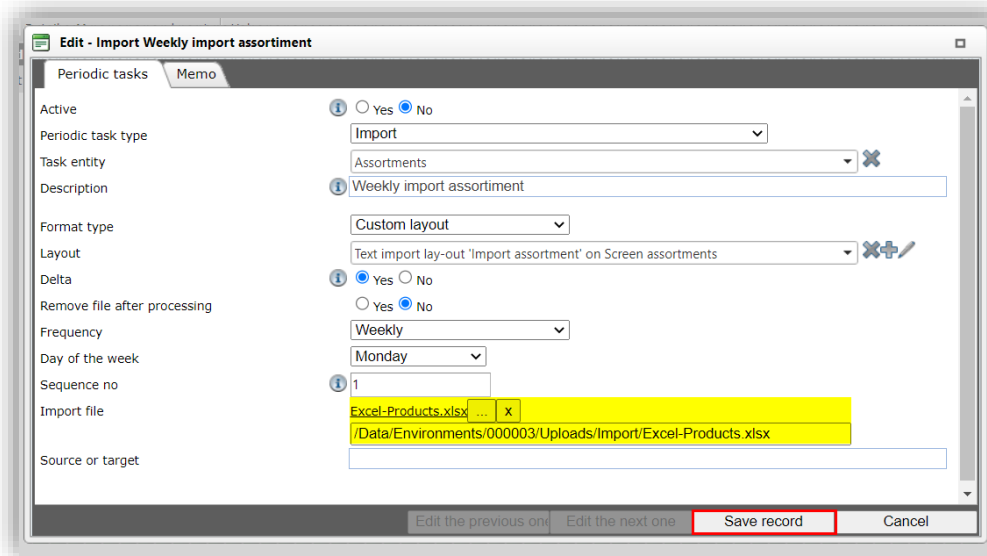 Edit - Import Weekly import assortiment
Periodic tasks Memo
Active Yes No
Periodic task type Import
Task entity Assortments
Description Weekly import assortiment
Format type Custom layout
Layout Text import lay-out 'Import assortment' on Screen assortments
Delta Yes No
Remove file after processing Yes No
Frequency Weekly
Day of the week Monday
Sequence no 1
Import file Excel-Products.xlsx ... x
/Data/Environments/000003/Uploads/Import/Excel-Products.xlsx
Source or target
Edit the previous one Edit the next one Save record Cancel